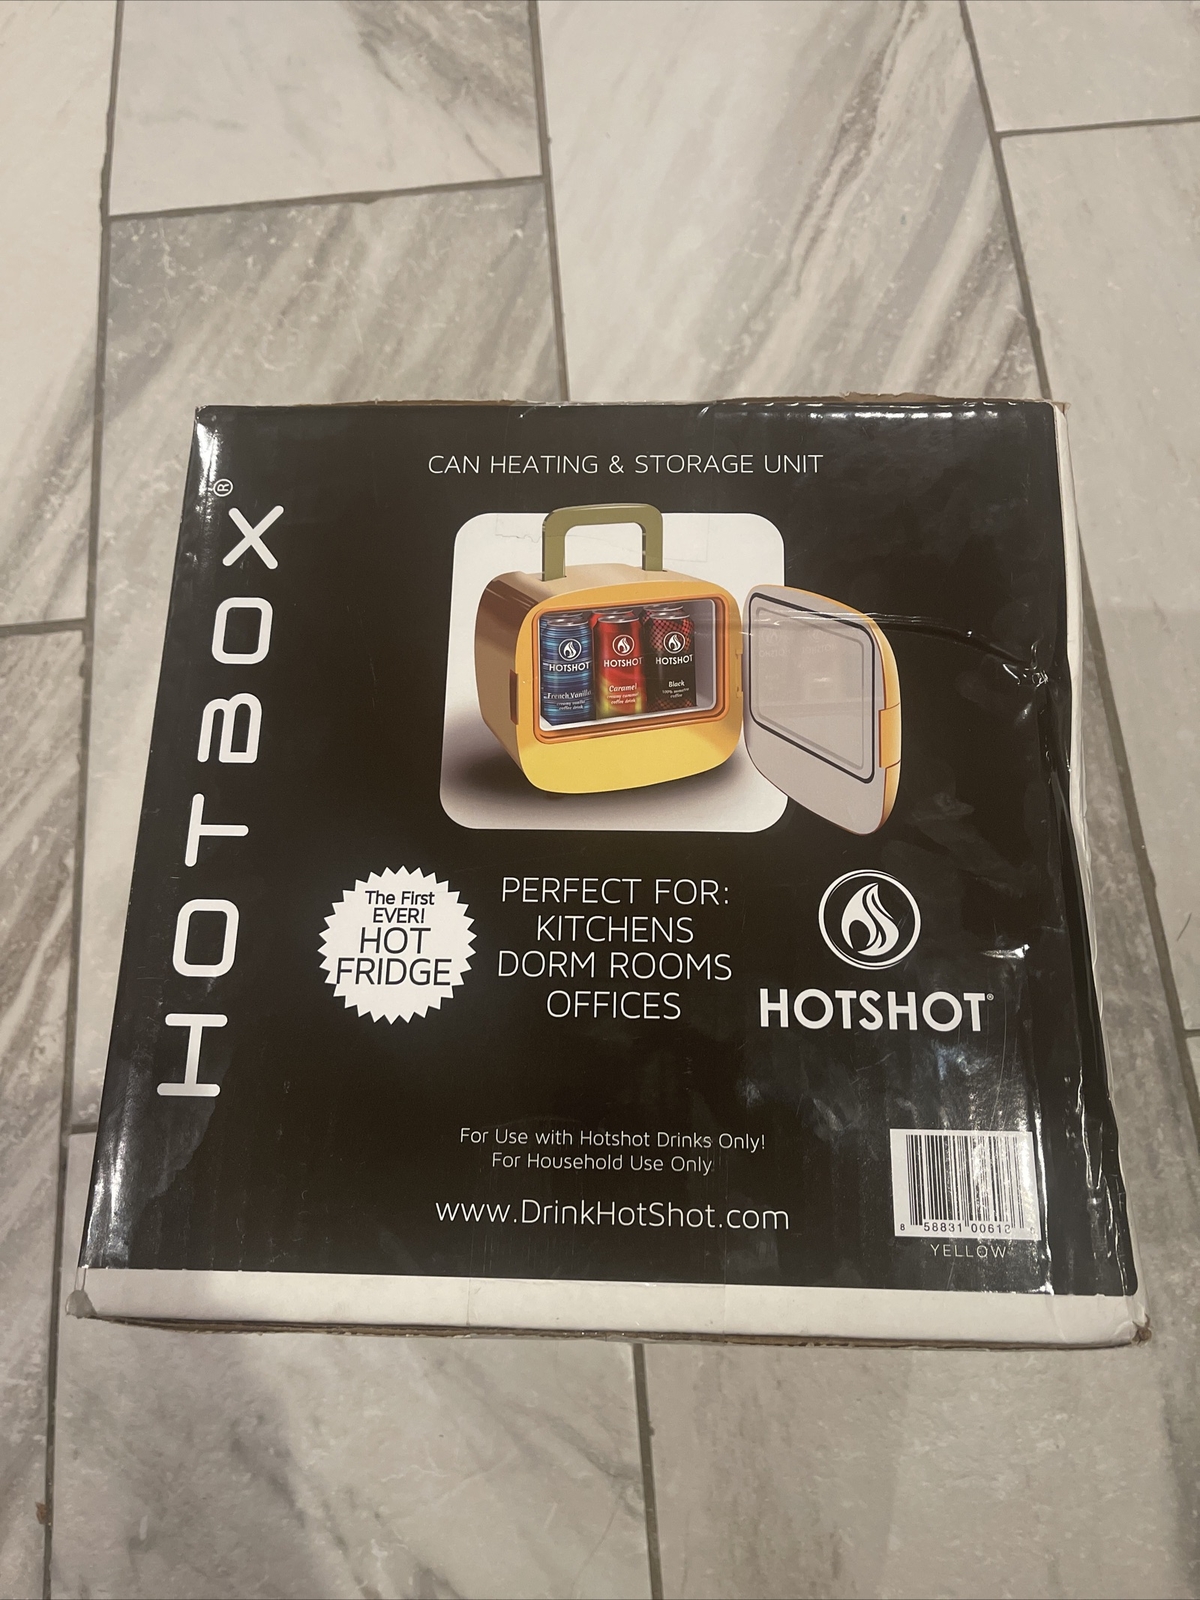 CAN HEATING & STORAGE UNIT
HOTBOX®
HOTSHOT
French Vanilla
HOTSHOT
Caramel
HOTSHOT
Black
The First
EVER!
HOT
FRIDGE
PERFECT FOR:
KITCHENS
DORM ROOMS
OFFICES
HOTSHOT®
For Use with Hotshot Drinks Only!
For Household Use Only
www.DrinkHotShot.com
8 58831 00612
YELLOW